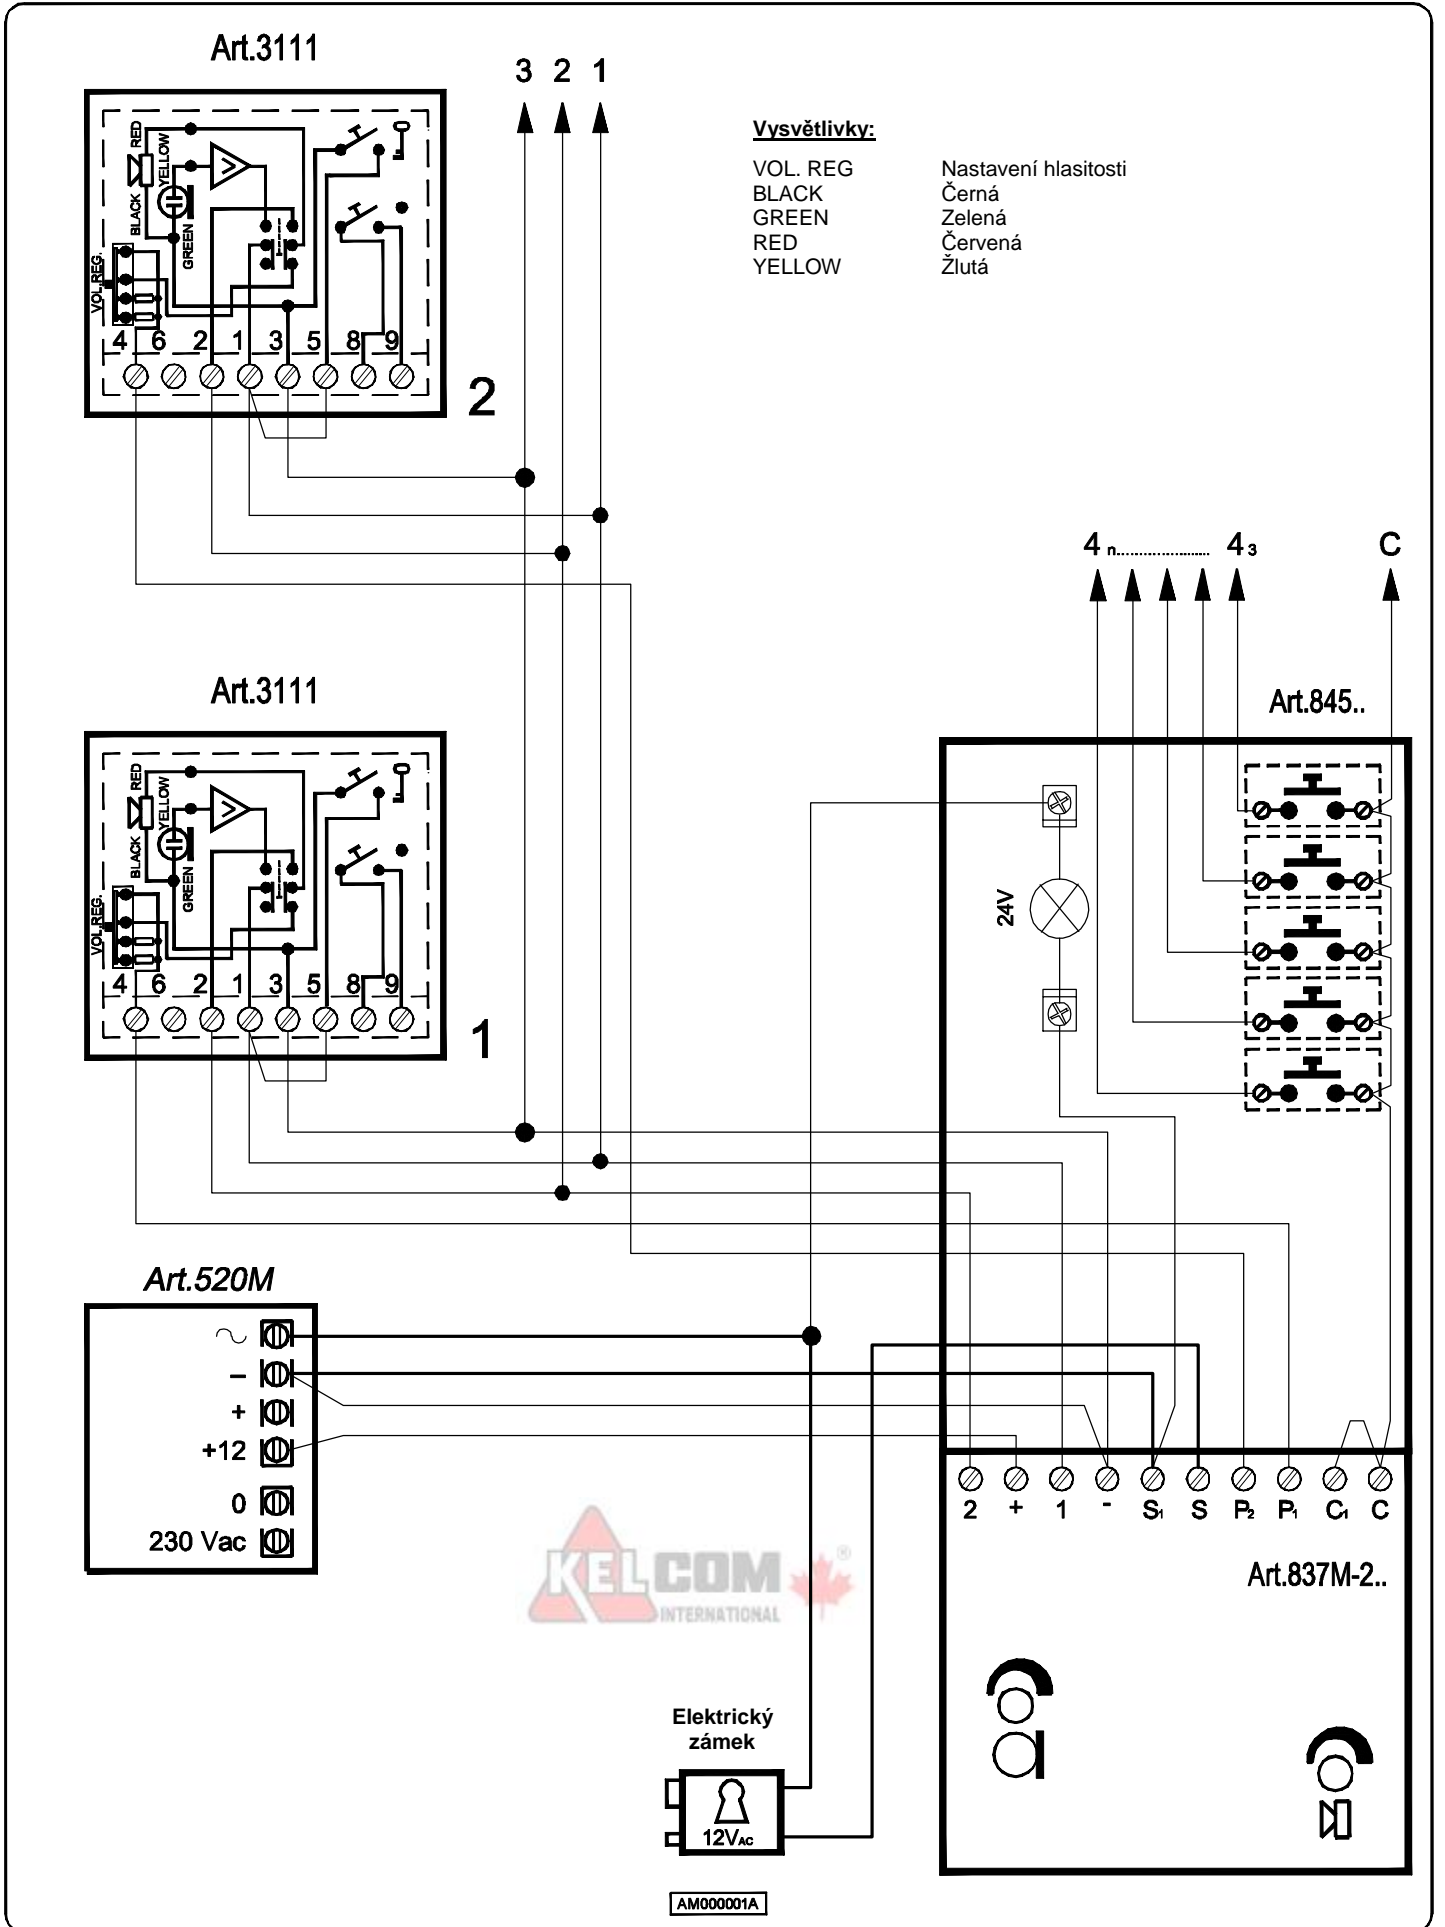 Art.3111
3 2 1
Vysvětlivky:
VOL. REG Nastavení hlasitosti
BLACK Černá
GREEN Zelená
RED Červená
YELLOW Žlutá
RED
YELLOW
BLACK
GREEN
VOL.REG.
4 6 2 1 3 5 8 9
2
4 n...................... 4 3 C
Art.3111
Art.845..
RED
YELLOW
BLACK
GREEN
VOL.REG.
24V
4 6 2 1 3 5 8 9
1
Art.520M
–
+
+12
0
230 Vac
2 + 1 - S1 S P2 P1 C1 C
Art.837M-2..
KELCOM ®
INTERNATIONAL
Elektrický
zámek
12VAC
AM000001A